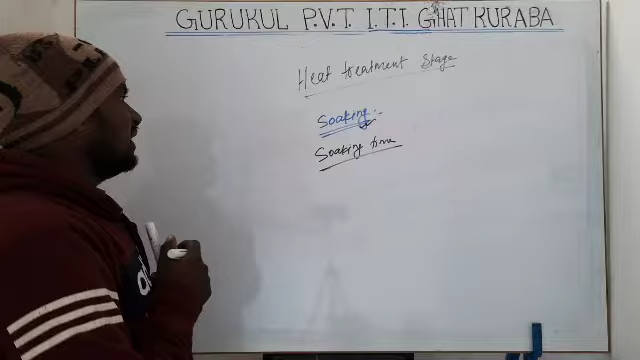 GURUKUL P.V.T. I.T.I. GHAT KURABA
Heat treatment Stage
Soaking:-
Soaking time